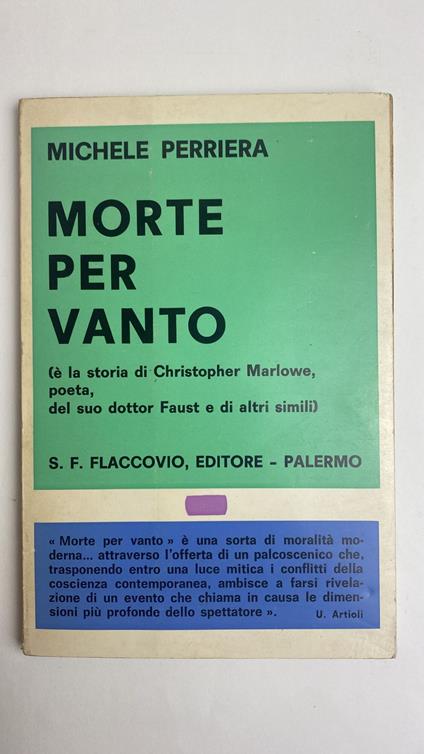 MICHELE PERRIERA
MORTE
PER
VANTO
(è la storia di Christopher Marlowe,
poeta,
del suo dottor Faust e di altri simili)
S. F. FLACCOVIO, EDITORE - PALERMO
« Morte per vanto » è una sorta di moralità mo-
derna... attraverso l'offerta di un palcoscenico che,
trasponendo entro una luce mitica i conflitti della
coscienza contemporanea, ambisce a farsi rivela-
zione di un evento che chiama in causa le dimen-
sioni più profonde dello spettatore ». U. Artioli